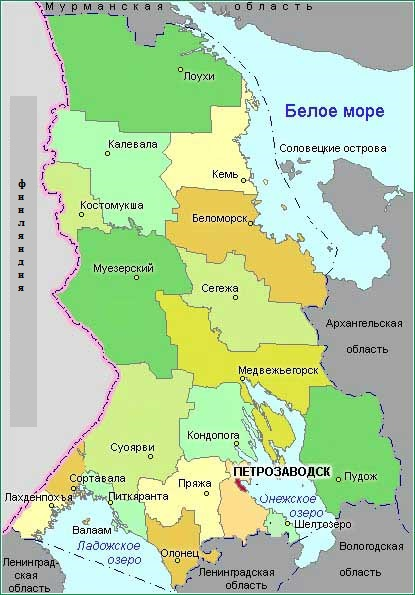 Мурманская область
Лоухи
Белое море
Калевала
Соловецкие острова
Кемь
ФИНЛЯНДИЯ
Костомукша
Беломорск
Муезерский
Сегежа
Архангельская
область
Медвежьегорск
Суоярви
Кондопога
ПЕТРОЗАВОДСК
Сортавала
Пудож
Лахденпохъя
Питкяранта
Пряжа
Онежское
озеро
Шелтозеро
Валаам
Ладожское
озеро
Олонец
Вологодская
область
Ленинград-
ская
область
Ленинградская
область